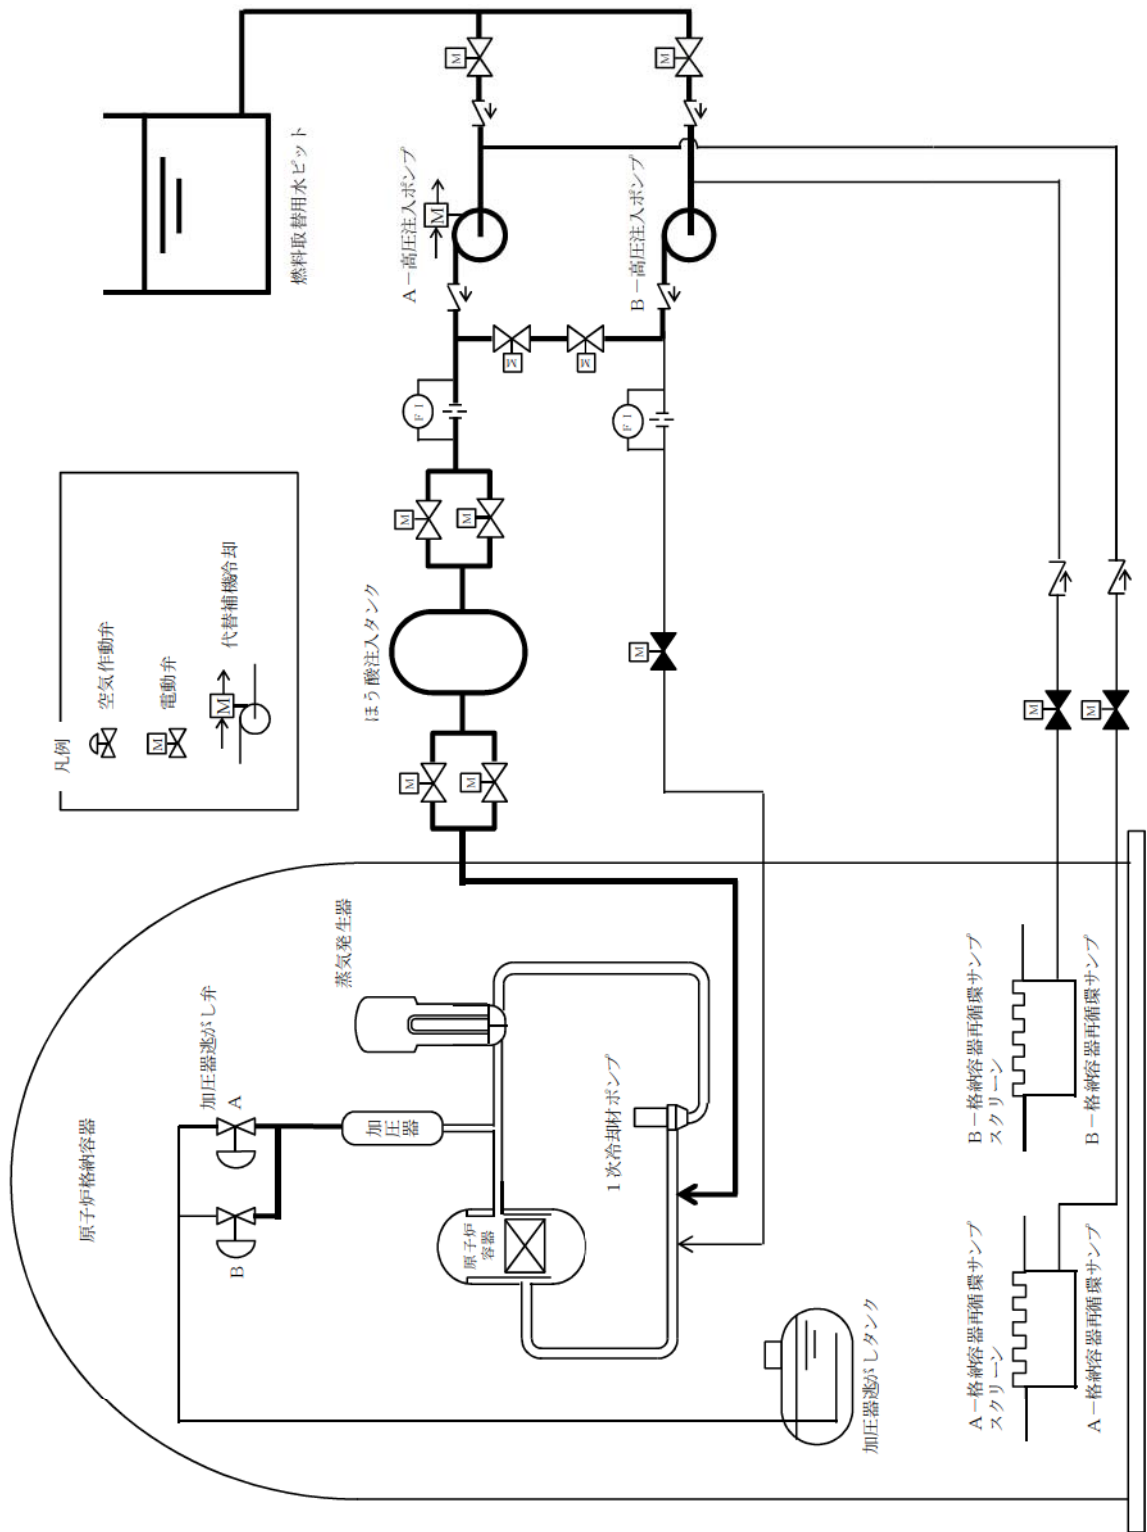 原子炉格納容器
加圧器逃がし弁
A
B
加圧器
蒸気発生器
原子炉
容器
1次冷却材ポンプ
加圧器逃がしタンク
A－格納容器再循環サンプ
スクリーン
A－格納容器再循環サンプ
B－格納容器再循環サンプ
スクリーン
B－格納容器再循環サンプ
凡例
空気作動弁
M
電動弁
M
代替補機冷却
ほう酸注入タンク
M
M
M
M
M
M
M
FI
FI
M
M
A－高圧注入ポンプ
M
B－高圧注入ポンプ
M
M
燃料取替用水ピット